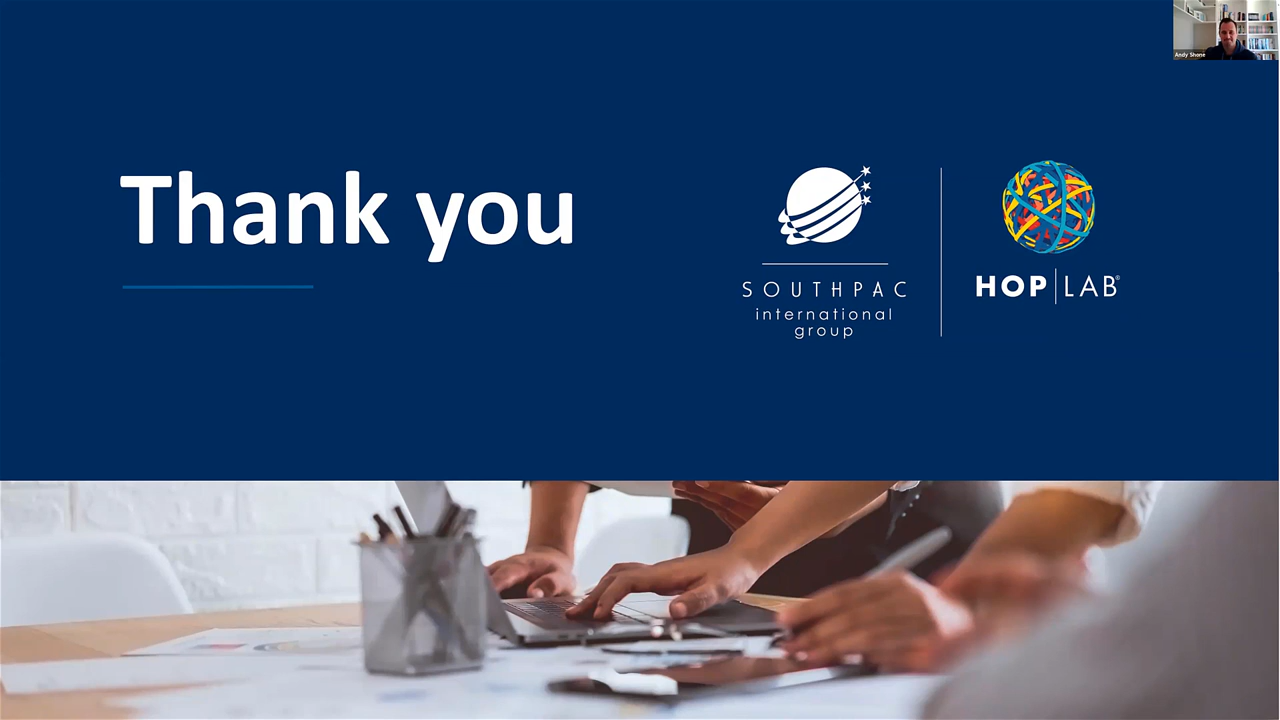 Andy Shone
Thank you
SOUTHPAC
international
group
HOP|LAB®